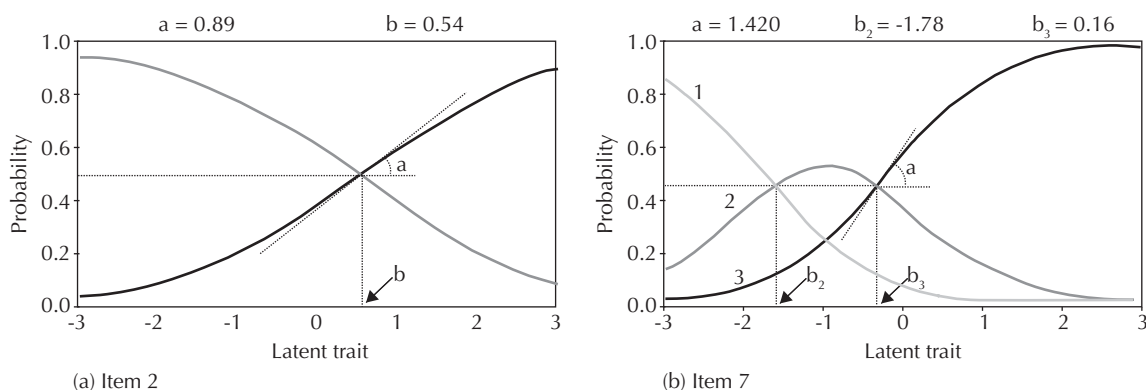 a = 0.89 b = 0.54
1.0
0.8
0.6
0.4
0.2
0.0
Probability
a
b
-3 -2 -1 0 1 2 3
Latent trait
(a) Item 2
a = 1.420 b₂ = -1.78 b₃ = 0.16
1.0
0.8
0.6
0.4
0.2
0.0
Probability
1
2
3
a
b₂
b₃
-3 -2 -1 0 1 2 3
Latent trait
(b) Item 7